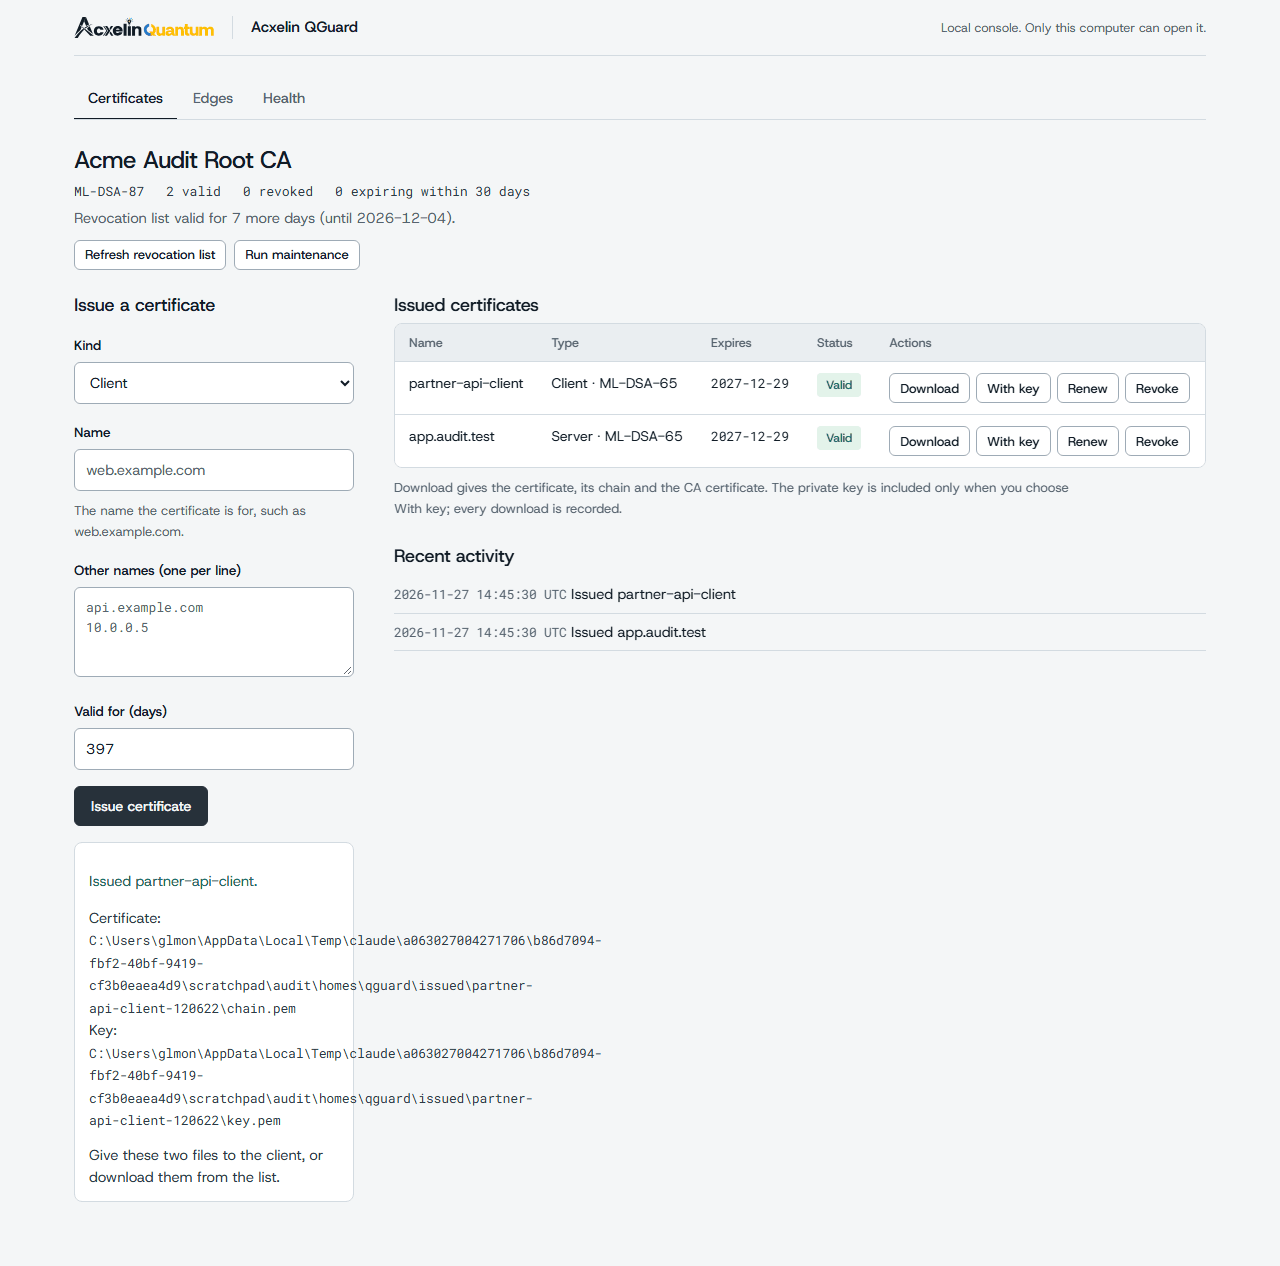 Acxelin Quantum
Acxelin QGuard
Local console. Only this computer can open it.
Certificates Edges Health
Acme Audit Root CA
ML-DSA-87 2 valid 0 revoked 0 expiring within 30 days
Revocation list valid for 7 more days (until 2026-12-04).
Refresh revocation list Run maintenance
Issue a certificate
Kind
Client
Name
web.example.com
The name the certificate is for, such as
web.example.com.
Other names (one per line)
api.example.com
10.0.0.5
Valid for (days)
397
Issue certificate
Issued partner-api-client.
Certificate:
C:\Users\glmon\AppData\Local\Temp\claude\a063027004271706\b86d7094-
fbf2-40bf-9419-
cf3b0eaea4d9\scratchpad\audit\homes\qguard\issued\partner-
api-client-120622\chain.pem
Key:
C:\Users\glmon\AppData\Local\Temp\claude\a063027004271706\b86d7094-
fbf2-40bf-9419-
cf3b0eaea4d9\scratchpad\audit\homes\qguard\issued\partner-
api-client-120622\key.pem
Give these two files to the client, or
download them from the list.
Issued certificates
Name Type Expires Status Actions
partner-api-client Client · ML-DSA-65 2027-12-29 Valid Download With key Renew Revoke
app.audit.test Server · ML-DSA-65 2027-12-29 Valid Download With key Renew Revoke
Download gives the certificate, its chain and the CA certificate. The private key is included only when you choose
With key; every download is recorded.
Recent activity
2026-11-27 14:45:30 UTC Issued partner-api-client
2026-11-27 14:45:30 UTC Issued app.audit.test